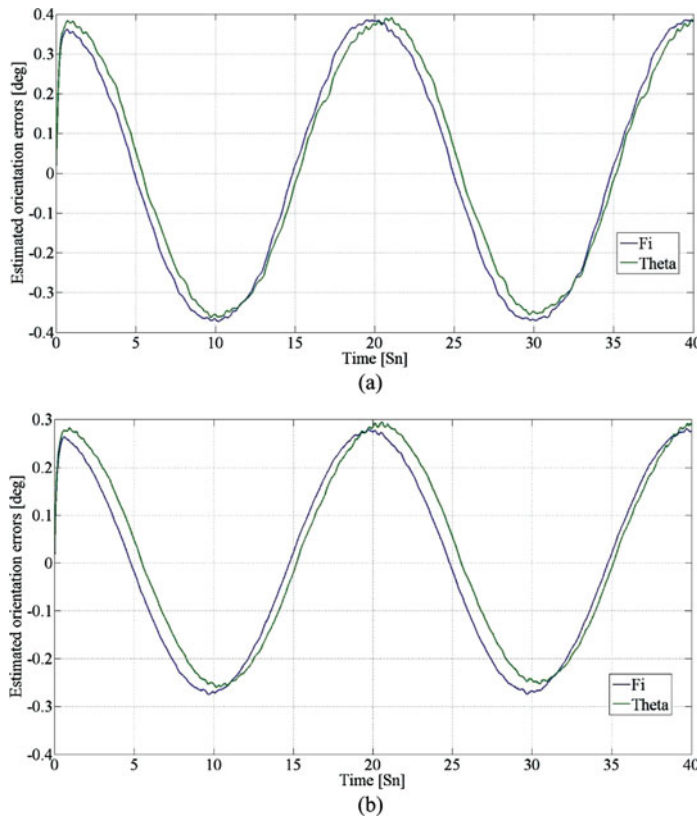 0.4
0.3
0.2
0.1
0
-0.1
-0.2
-0.3
-0.4
Estimated orientation errors [deg]
Fi
Theta
0 5 10 15 20 25 30 35 40
Time [Sn]
(a)
0.3
0.2
0.1
0
-0.1
-0.2
-0.3
-0.4
Estimated orientation errors [deg]
Fi
Theta
0 5 10 15 20 25 30 35 40
Time [Sn]
(b)